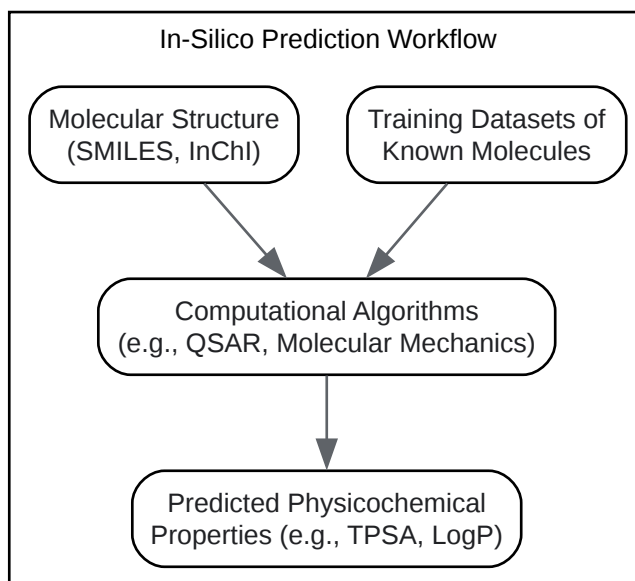 In-Silico Prediction Workflow
Molecular Structure
(SMILES, InChI)
Training Datasets of
Known Molecules
Computational Algorithms
(e.g., QSAR, Molecular Mechanics)
Predicted Physicochemical
Properties (e.g., TPSA, LogP)